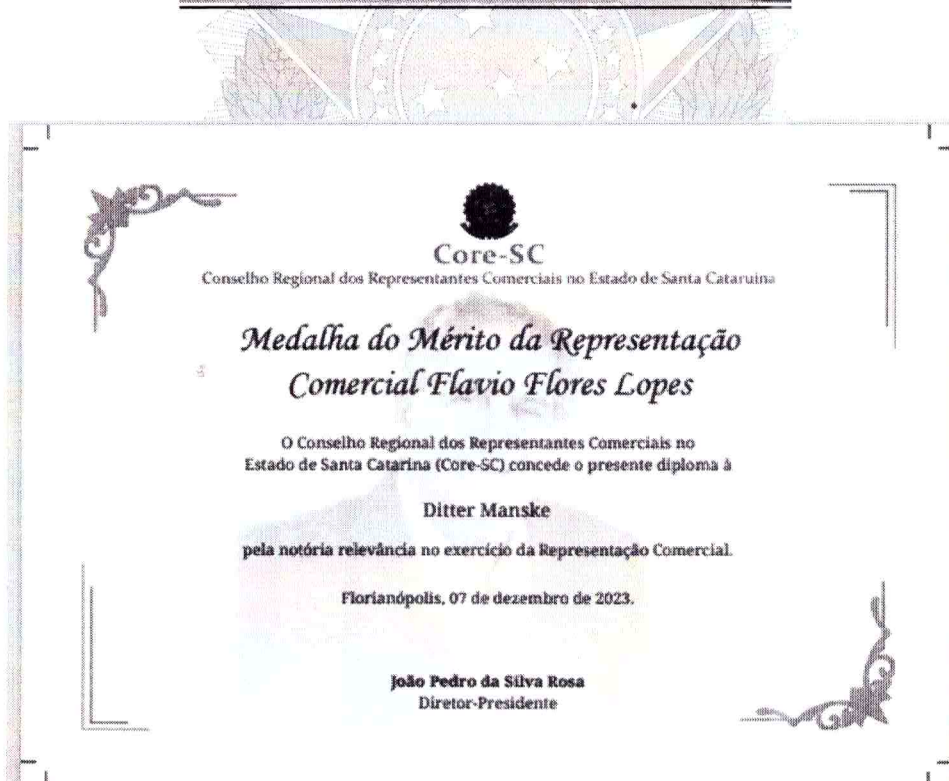 Core-SC
Conselho Regional dos Representantes Comerciais no Estado de Santa Cataruina
Medalha do Mérito da Representação
Comercial Flavio Flores Lopes
O Conselho Regional dos Representantes Comerciais no
Estado de Santa Catarina (Core-SC) concede o presente diploma à
Ditter Manske
pela notória relevância no exercício da Representação Comercial.
Florianópolis, 07 de dezembro de 2023.
João Pedro da Silva Rosa
Diretor-Presidente